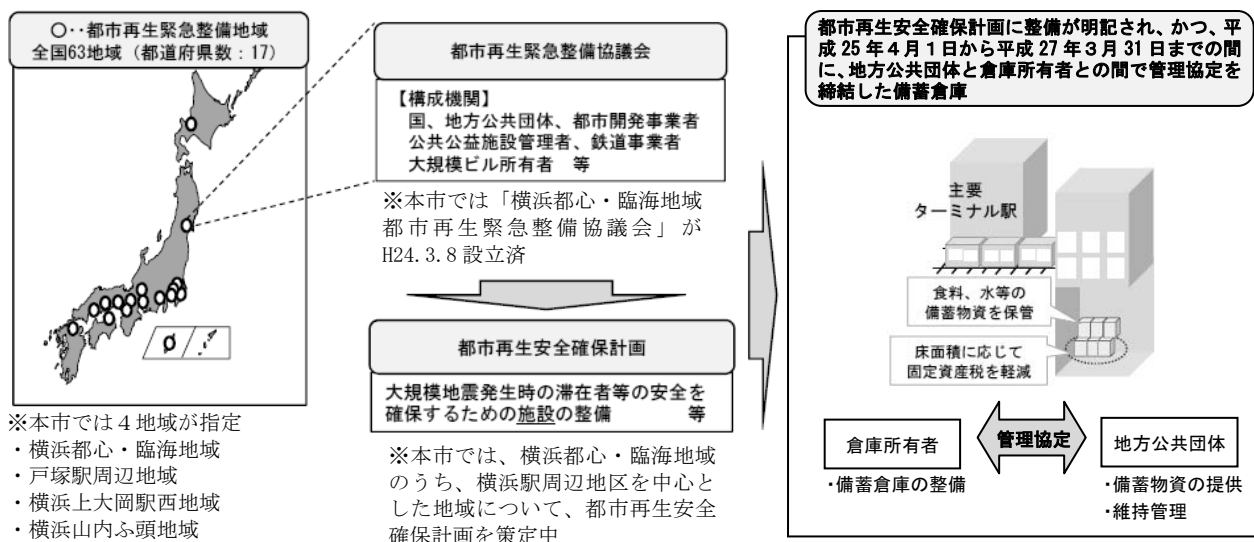 ○‥都市再生緊急整備地域
全国63地域（都道府県数：17）
※本市では４地域が指定
・横浜都心・臨海地域
・戸塚駅周辺地域
・横浜上大岡駅西地域
・横浜山内ふ頭地域
都市再生緊急整備協議会
【構成機関】
国、地方公共団体、都市開発事業者
公共公益施設管理者、鉄道事業者
大規模ビル所有者　等
※本市では「横浜都心・臨海地域
都市再生緊急整備協議会」が
H24.3.8 設立済
都市再生安全確保計画
大規模地震発生時の滞在者等の安全を
確保するための施設の整備　等
※本市では、横浜都心・臨海地域
のうち、横浜駅周辺地区を中心と
した地域について、都市再生安全
確保計画を策定中
都市再生安全確保計画に整備が明記され、かつ、平
成 25 年４月１日から平成 27 年３月 31 日までの間
に、地方公共団体と倉庫所有者との間で管理協定を
締結した備蓄倉庫
主要
ターミナル駅
食料、水等の
備蓄物資を保管
床面積に応じて
固定資産税を軽減
倉庫所有者
管理協定
地方公共団体
・備蓄倉庫の整備
・備蓄物資の提供
・維持管理